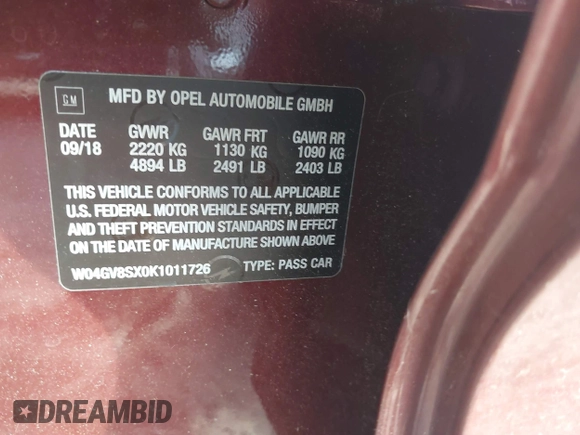 GM
MFD BY OPEL AUTOMOBILE GMBH
DATE GVWR GAWR FRT GAWR RR
09/18 2220 KG 1130 KG 1090 KG
4894 LB 2491 LB 2403 LB
THIS VEHICLE CONFORMS TO ALL APPLICABLE
U.S. FEDERAL MOTOR VEHICLE SAFETY, BUMPER
AND THEFT PREVENTION STANDARDS IN EFFECT
ON THE DATE OF MANUFACTURE SHOWN ABOVE
W04GV8SX0K1011726 TYPE: PASS CAR
DREAMBID